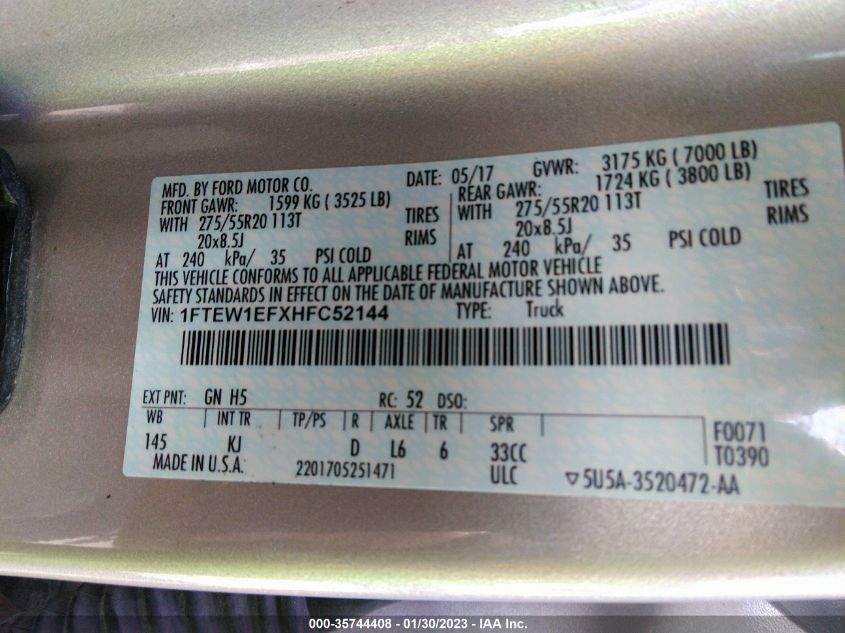 MFD. BY FORD MOTOR CO. DATE: 05/17 GVWR: 3175 KG ( 7000 LB)
FRONT GAWR: 1599 KG ( 3525 LB) REAR GAWR: 1724 KG ( 3800 LB)
WITH 275/55R20 113T TIRES WITH 275/55R20 113T TIRES
20x8.5J RIMS 20x8.5J RIMS
AT 240 kPa/ 35 PSI COLD AT 240 kPa/ 35 PSI COLD
THIS VEHICLE CONFORMS TO ALL APPLICABLE FEDERAL MOTOR VEHICLE
SAFETY STANDARDS IN EFFECT ON THE DATE OF MANUFACTURE SHOWN ABOVE.
VIN: 1FTEW1EFXHFC52144 TYPE: Truck
EXT PNT: GN H5 RC: 52 DSO:
WB INT TR TP/PS R AXLE TR SPR F0071
145 KJ D L6 6 33CC T0390
MADE IN U.S.A. 2201705251471 ULC ▽5U5A-3520472-AA
000-35744408 - 01/30/2023 - IAA Inc.